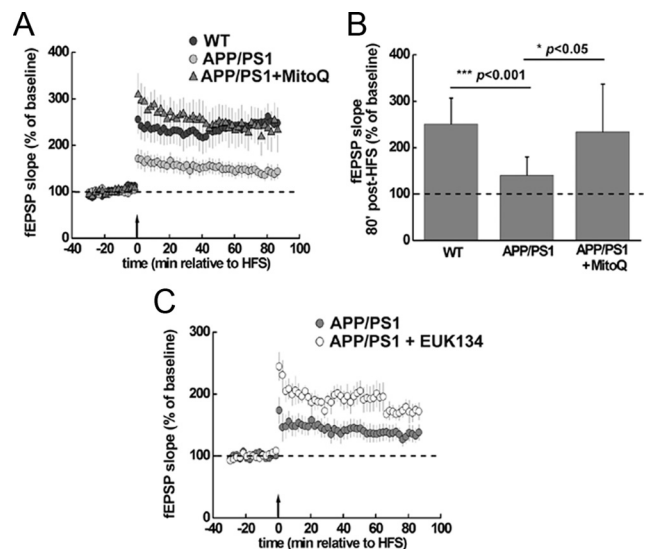 A
WT
APP/PS1
APP/PS1+MitoQ
fEPSP slope (% of baseline)
400
300
200
100
0
-40 -20 0 20 40 60 80 100
time (min relative to HFS)
B
* p<0.05
*** p<0.001
fEPSP slope
80' post-HFS (% of baseline)
400
300
200
100
0
WT
APP/PS1
APP/PS1
+MitoQ
C
APP/PS1
APP/PS1 + EUK134
fEPSP slope (% of baseline)
300
200
100
0
-40 -20 0 20 40 60 80 100
time (min relative to HFS)